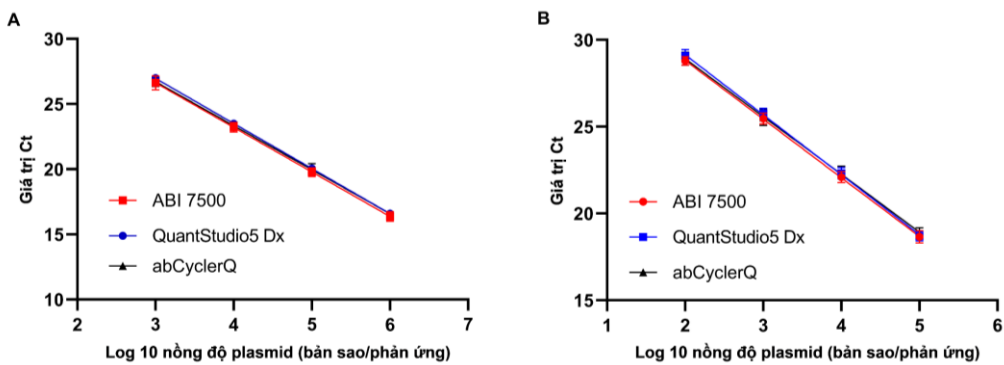 A
30
25
20
15
10
2 3 4 5 6 7
Giá trị Ct
Log 10 nồng độ plasmid (bản sao/phản ứng)
ABI 7500
QuantStudio5 Dx
abCyclerQ
B
30
25
20
15
1 2 3 4 5 6
Giá trị Ct
Log 10 nồng độ plasmid (bản sao/phản ứng)
ABI 7500
QuantStudio5 Dx
abCyclerQ